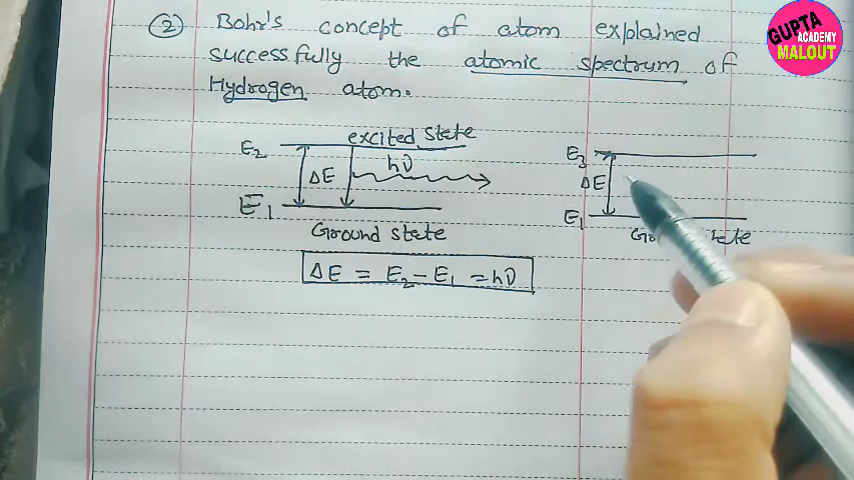 ② Bohr's concept of atom explained
successfully the atomic spectrum of
Hydrogen atom.
E₂ excited state
ΔE hν
E₁
Ground state
ΔE = E₂-E₁ = hν
E₃
ΔE
E₁
GUPTA
ACADEMY
MALOUT